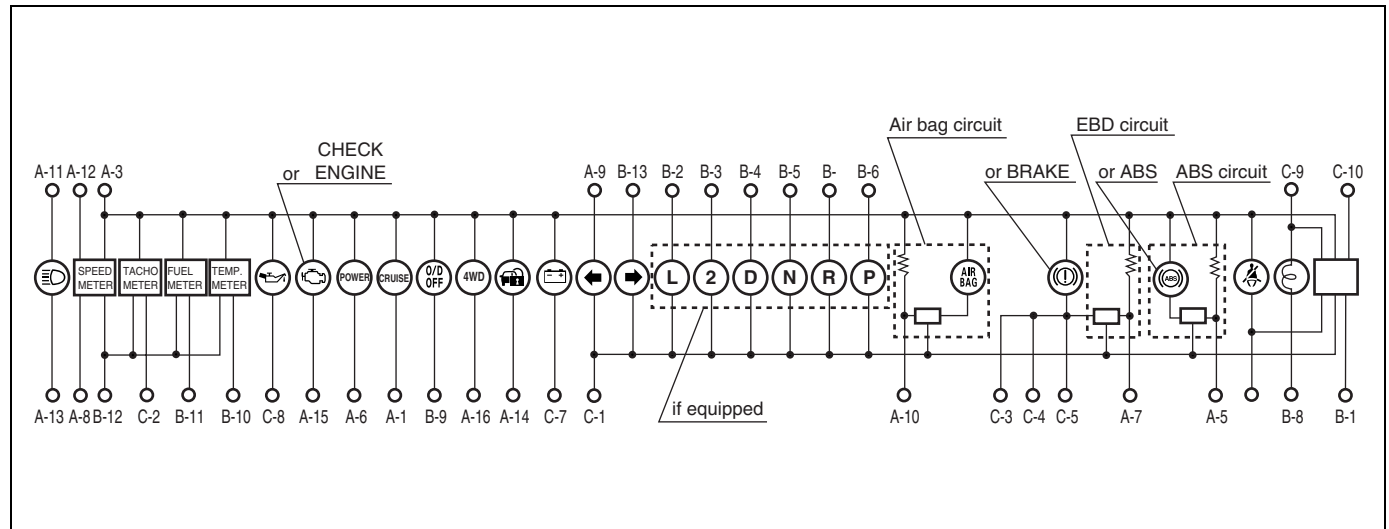 Air bag circuit
EBD circuit
CHECK
or ENGINE
or BRAKE
or ABS
ABS circuit
A-11 A-12 A-3
A-9 B-13 B-2 B-3 B-4 B-5 B- B-6
C-9 C-10
SPEED METER
TACHO METER
FUEL METER
TEMP. METER
POWER
CRUISE
O/D OFF
4WD
L 2 D N R P
AIR BAG
ABS
A-13 A-8 B-12 C-2 B-11 B-10 C-8 A-15 A-6 A-1 B-9 A-16 A-14 C-7 C-1
if equipped
A-10 C-3 C-4 C-5 A-7 A-5 B-8 B-1